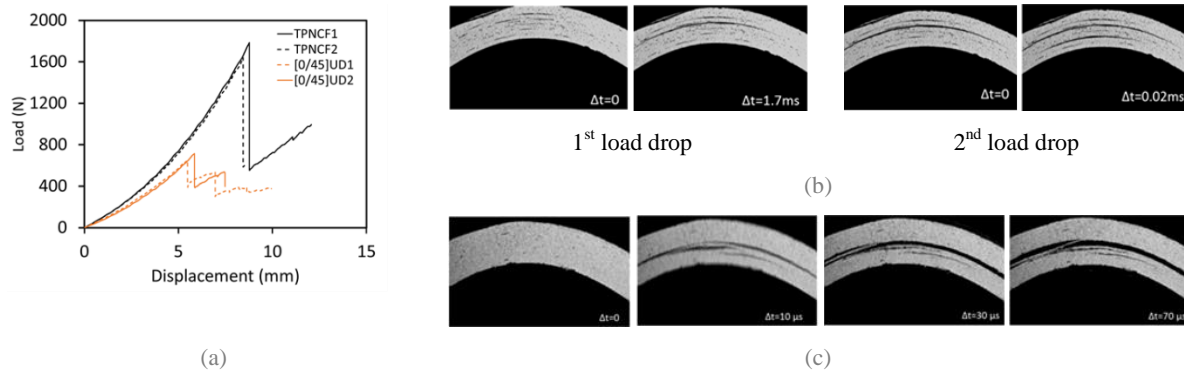 (a)
2000
1600
1200
800
400
0
Load (N)
0
5
10
15
Displacement (mm)
TPNCF1
TPNCF2
[0/45]UD1
[0/45]UD2
(b)
Δt=0
Δt=1.7ms
Δt=0
Δt=0.02ms
1st load drop
2nd load drop
(b)
(c)
Δt=0
Δt=10 μs
Δt=30 μs
Δt=70 μs
(a)
(c)